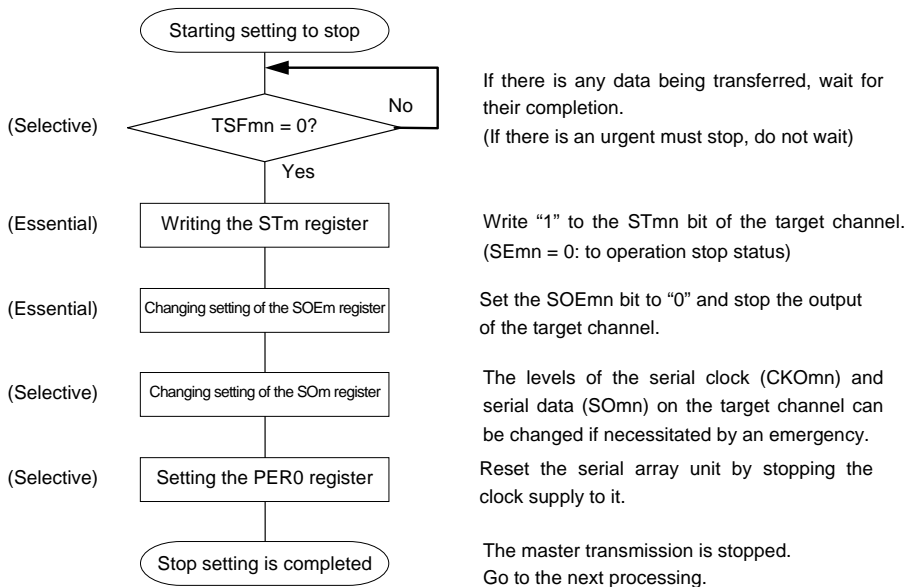 Starting setting to stop
If there is any data being transferred, wait for
their completion.
(If there is an urgent must stop, do not wait)
(Selective)
TSFmn = 0?
No
Yes
(Essential)
Writing the STm register
Write “1” to the STmn bit of the target channel.
(SEmn = 0: to operation stop status)
(Essential)
Changing setting of the SOEm register
Set the SOEmn bit to “0” and stop the output
of the target channel.
(Selective)
Changing setting of the SOm register
The levels of the serial clock (CKOmn) and
serial data (SOmn) on the target channel can
be changed if necessitated by an emergency.
(Selective)
Setting the PER0 register
Reset the serial array unit by stopping the
clock supply to it.
Stop setting is completed
The master transmission is stopped.
Go to the next processing.